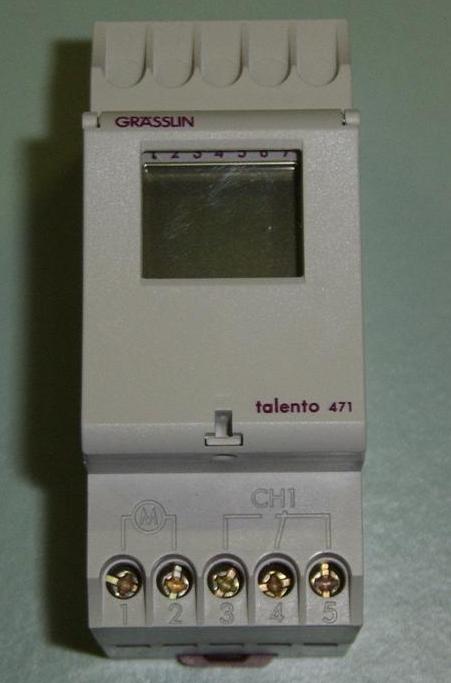 GRÄSSLIN
1 2 3 4 5 6 7
talento 471
CH1
M
1 2 3 4 5